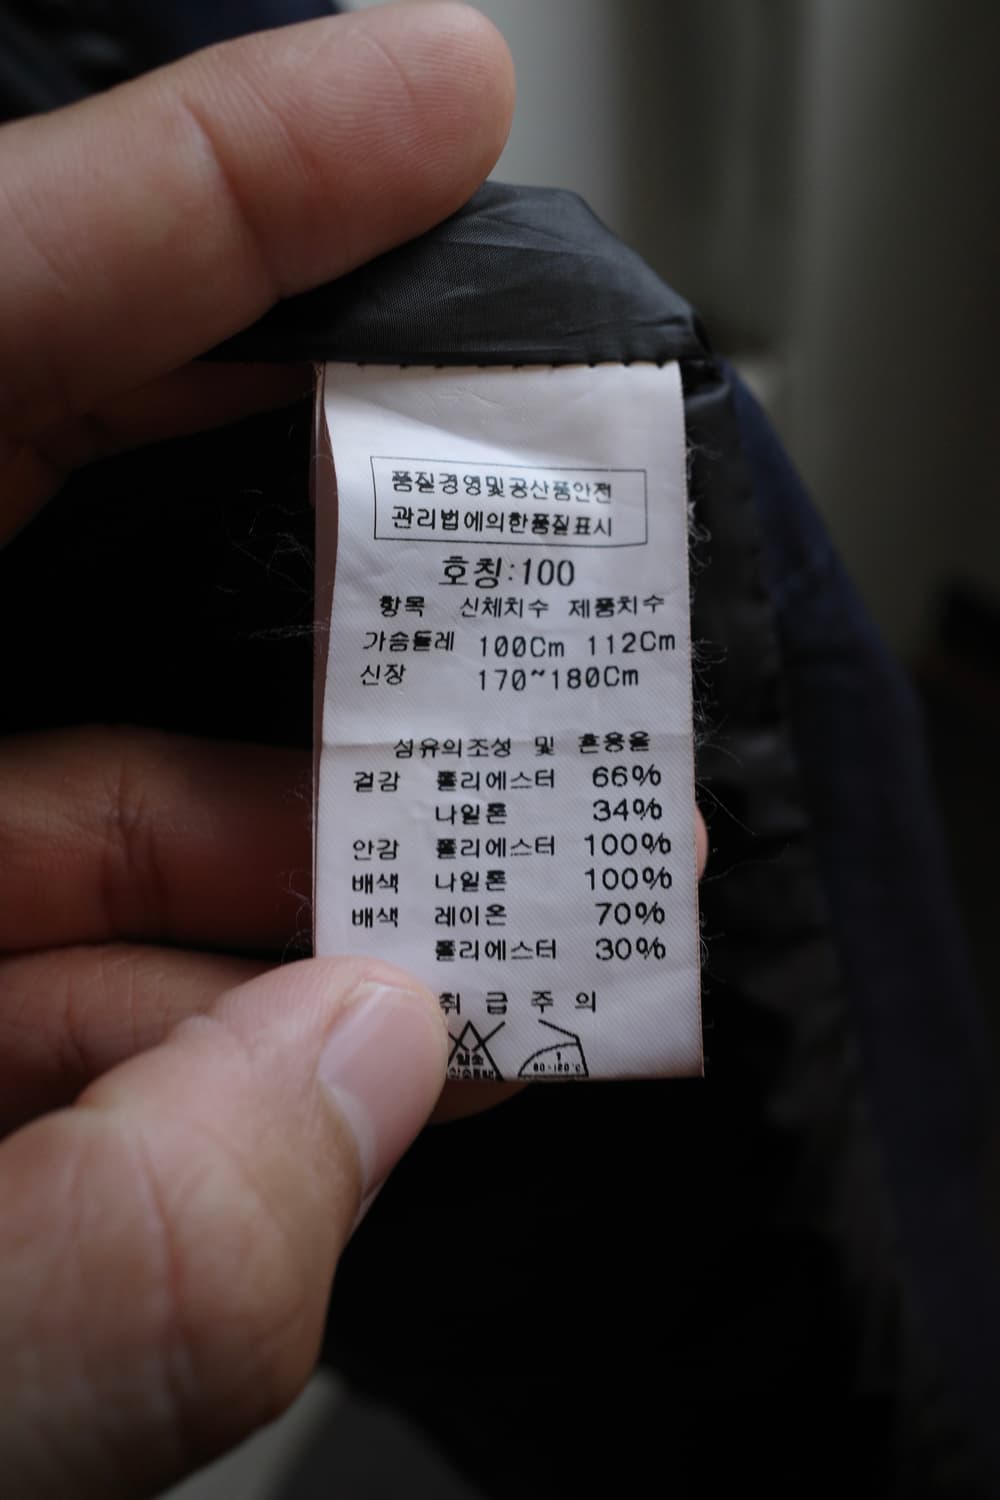 품질경영및공산품안전
관리법에의한품질표시
호칭:100
항목 신체치수 제품치수
가슴둘레 100Cm 112Cm
신장 170~180Cm
섬유의조성 및 혼용율
겉감 폴리에스터 66%
나일론 34%
안감 폴리에스터 100%
배색 나일론 100%
배색 레이온 70%
폴리에스터 30%
취 급 주 의
염소
80-120℃